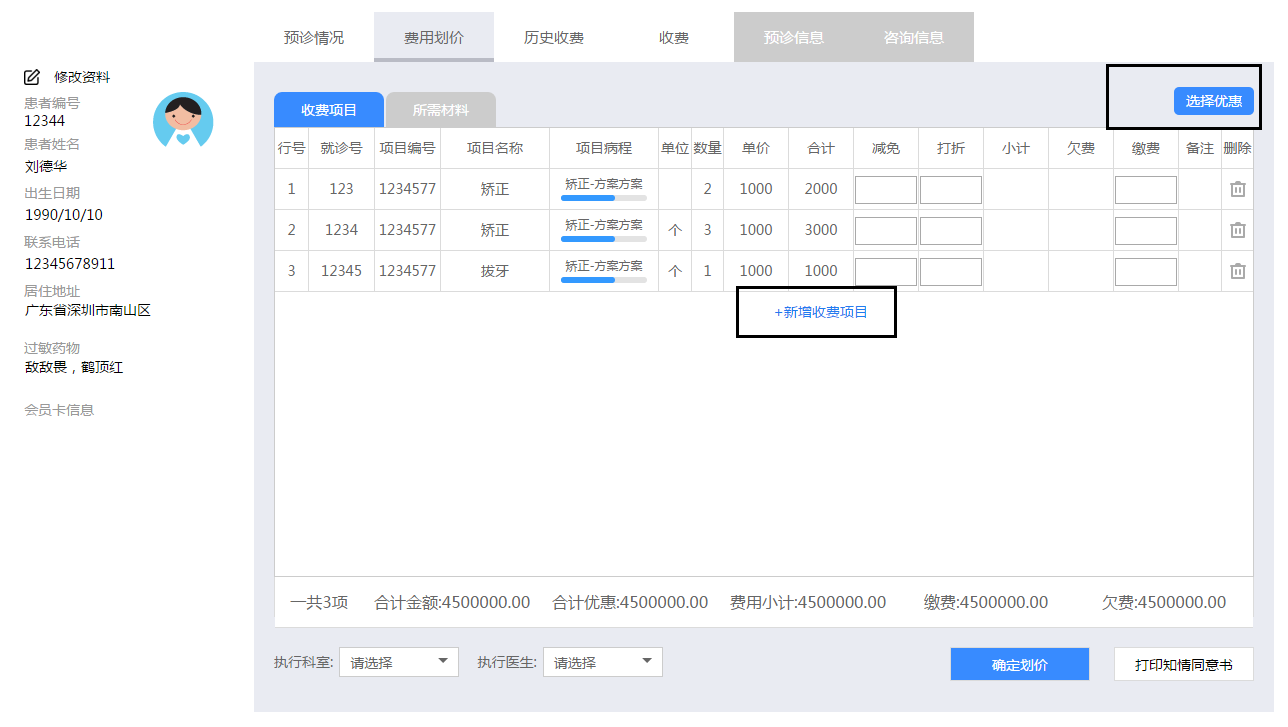 预诊情况 费用划价 历史收费 收费 预诊信息 咨询信息
修改资料
患者编号
12344
患者姓名
刘德华
出生日期
1990/10/10
联系电话
12345678911
居住地址
广东省深圳市南山区
过敏药物
敌敌畏，鹤顶红
会员卡信息
选择优惠
收费项目 所需材料
行号 就诊号 项目编号 项目名称 项目病程 单位 数量 单价 合计 减免 打折 小计 欠费 缴费 备注 删除
1 123 1234577 矫正 矫正-方案方案 2 1000 2000
2 1234 1234577 矫正 矫正-方案方案 个 3 1000 3000
3 12345 1234577 拔牙 矫正-方案方案 个 1 1000 1000
+新增收费项目
一共3项 合计金额:4500000.00 合计优惠:4500000.00 费用小计:4500000.00 缴费:4500000.00 欠费:4500000.00
执行科室: 请选择 执行医生: 请选择 确定划价 打印知情同意书